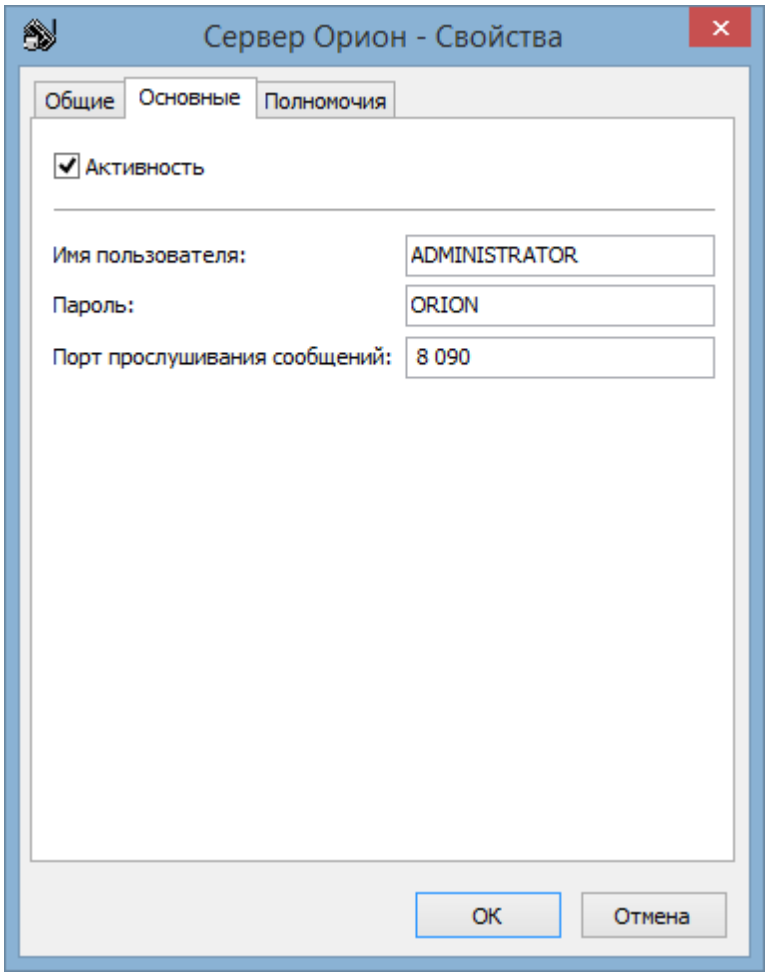 Сервер Орион - Свойства
Общие Основные Полномочия
Активность
Имя пользователя: ADMINISTRATOR
Пароль: ORION
Порт прослушивания сообщений: 8 090
OK Отмена